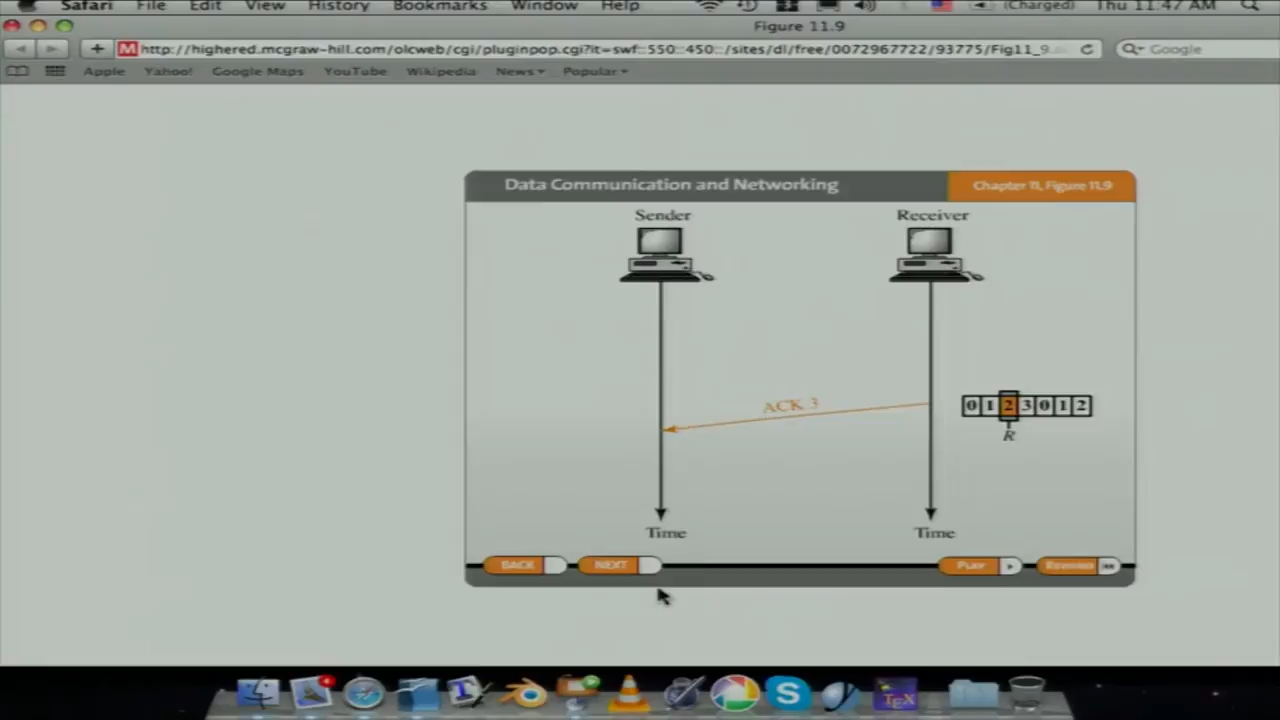 Safari File Edit View History Bookmarks Window Help (Charged) Thu 11:47 AM
Figure 11.9
M http://highered.mcgraw-hill.com/olcweb/cgi/pluginpop.cgi?it=swf::550::450::/sites/dl/free/0072967722/93775/Fig11_9. Google
Apple Yahoo! Google Maps YouTube Wikipedia News Popular
Data Communication and Networking Chapter 11, Figure 11.9
Sender Receiver
ACK 3 0 1 2 3 0 1 2
R
Time Time
BACK NEXT Play